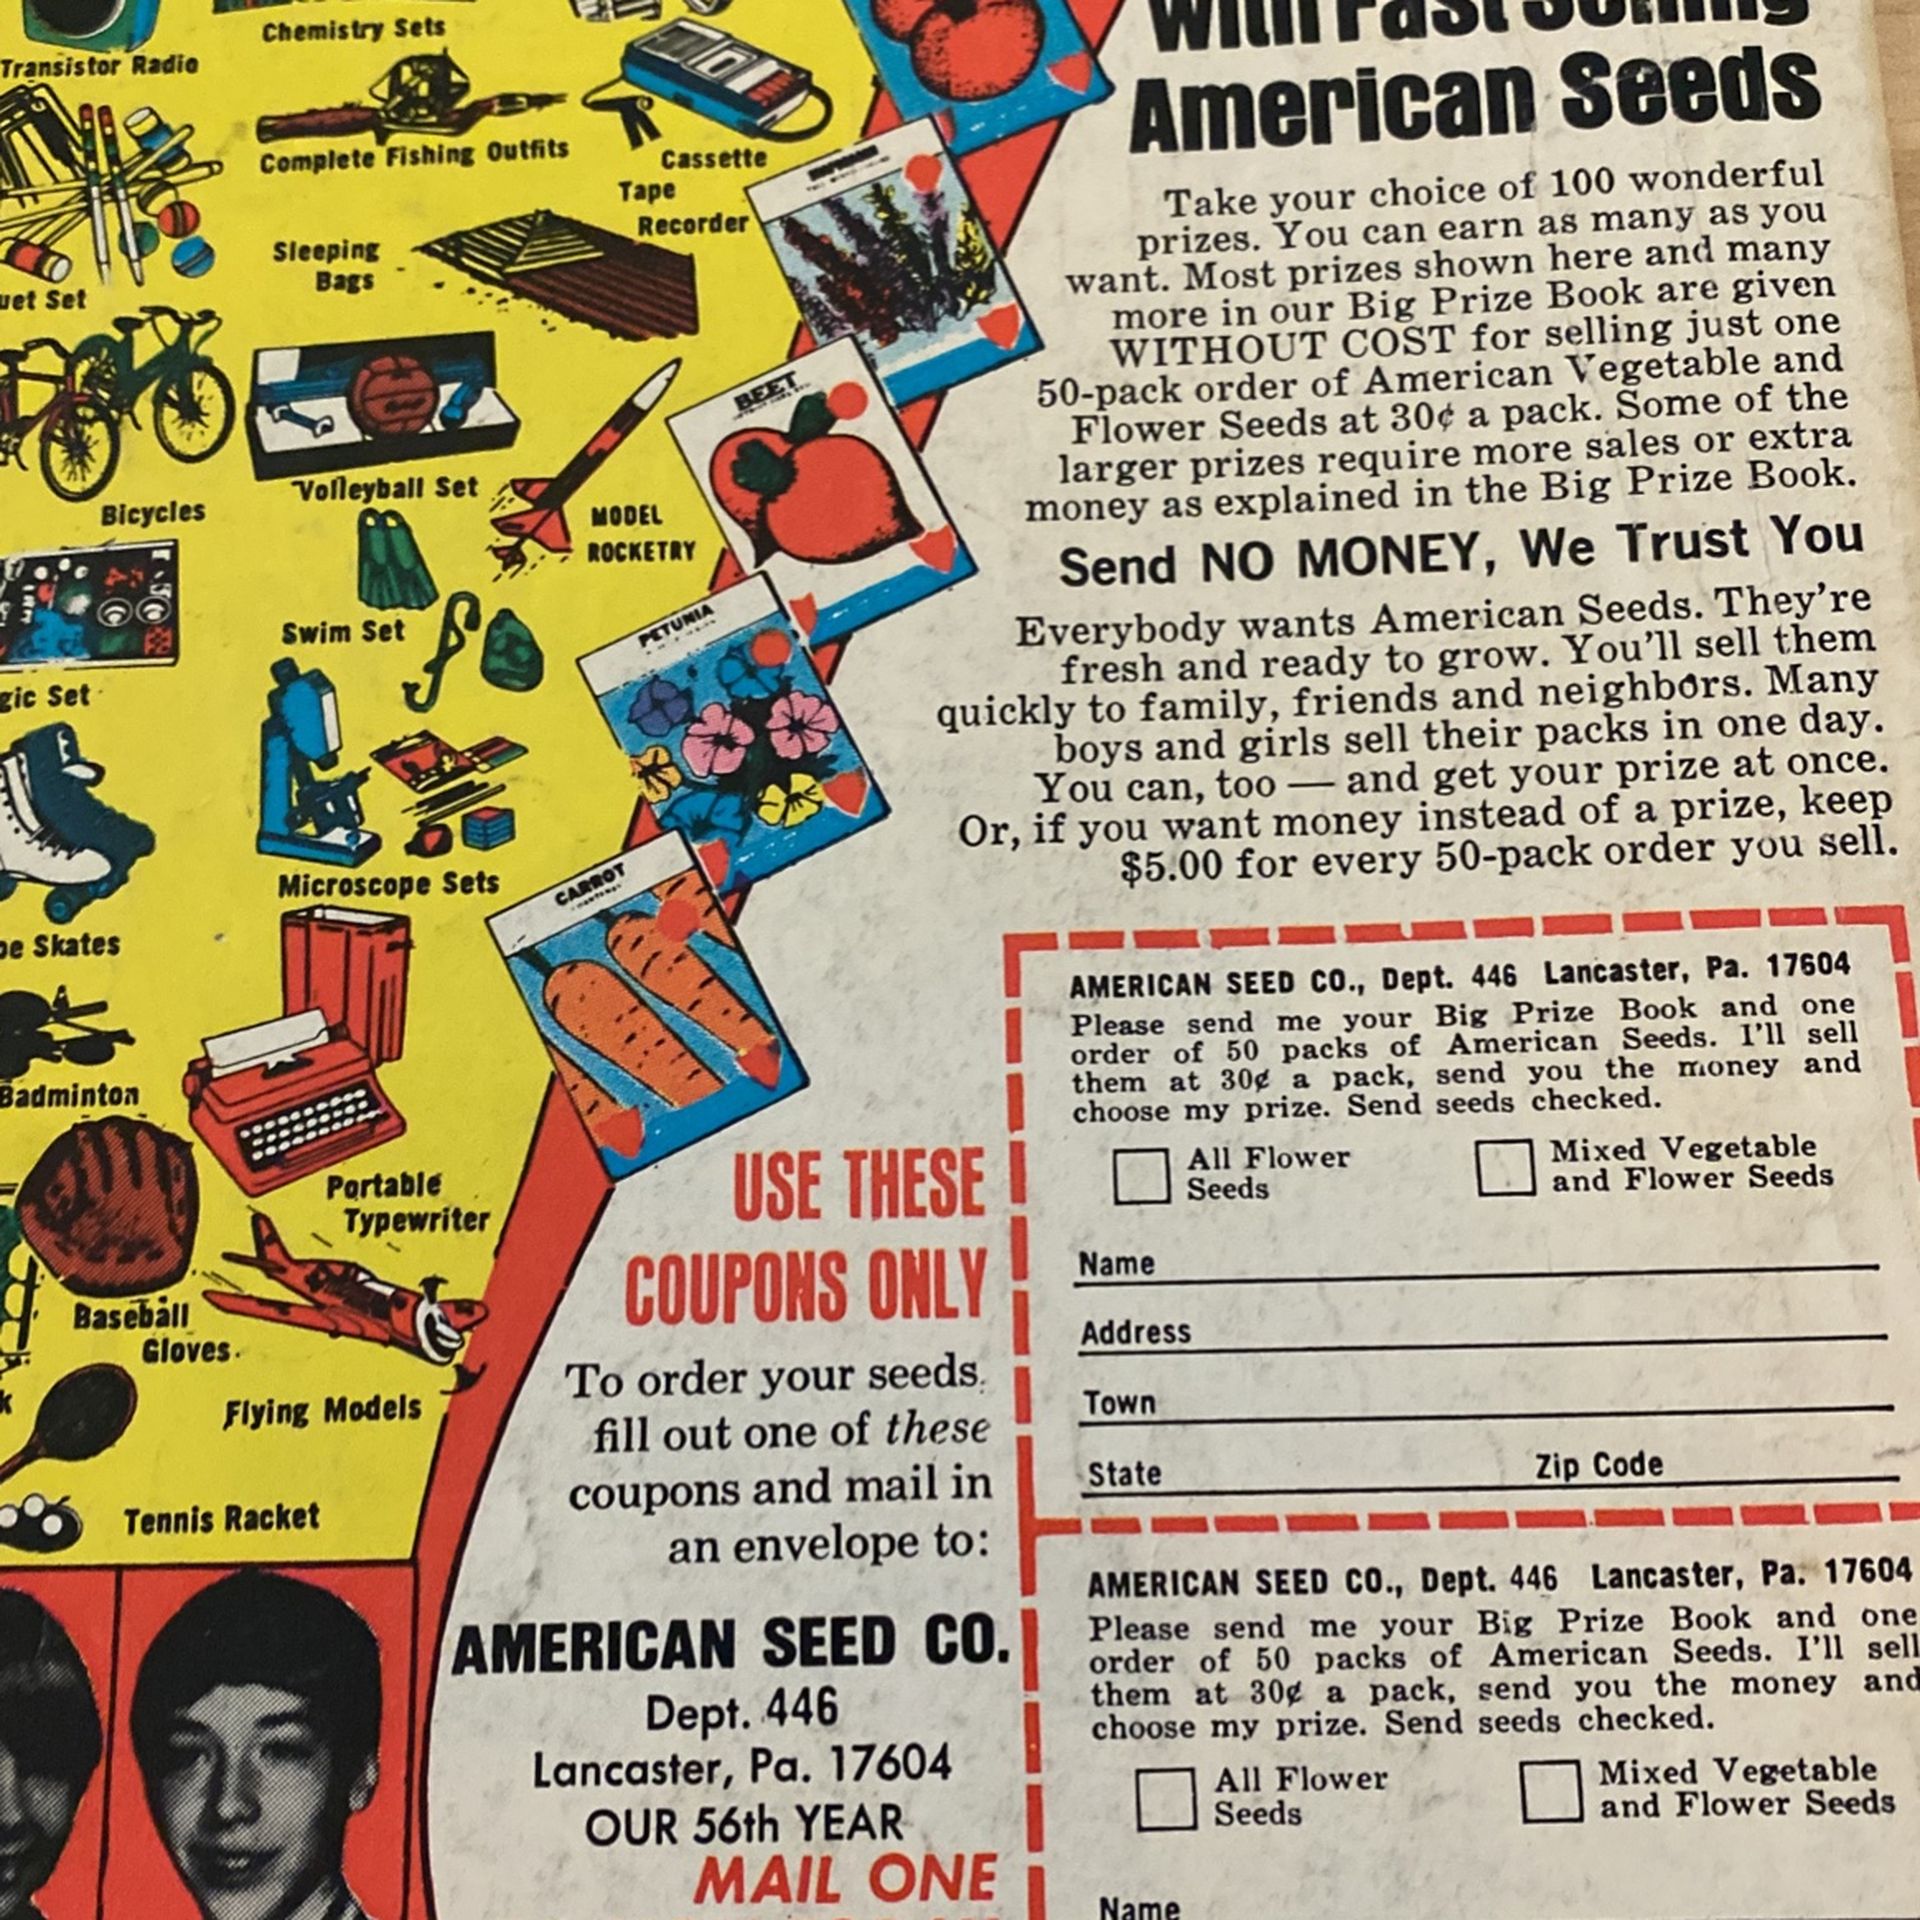 Chemistry Sets
Transistor Radio
Complete Fishing Outfits
Cassette
Tape
Recorder
Sleeping
Bags
Set
Bicycles
Volleyball Set
MODEL
ROCKETRY
Swim Set
Set
Microscope Sets
Skates
Badminton
Portable
Typewriter
Baseball
Gloves
Flying Models
Tennis Racket
BEET
PETUNIA
CARROT
With Fast Selling
American Seeds
Take your choice of 100 wonderful
prizes. You can earn as many as you
want. Most prizes shown here and many
more in our Big Prize Book are given
WITHOUT COST for selling just one
50-pack order of American Vegetable and
Flower Seeds at 30¢ a pack. Some of the
larger prizes require more sales or extra
money as explained in the Big Prize Book.
Send NO MONEY, We Trust You
Everybody wants American Seeds. They're
fresh and ready to grow. You'll sell them
quickly to family, friends and neighbors. Many
boys and girls sell their packs in one day.
You can, too — and get your prize at once.
Or, if you want money instead of a prize, keep
$5.00 for every 50-pack order you sell.
USE THESE
COUPONS ONLY
To order your seeds.
fill out one of these
coupons and mail in
an envelope to:
AMERICAN SEED CO.
Dept. 446
Lancaster, Pa. 17604
OUR 56th YEAR
MAIL ONE
AMERICAN SEED CO., Dept. 446 Lancaster, Pa. 17604
Please send me your Big Prize Book and one
order of 50 packs of American Seeds. I'll sell
them at 30¢ a pack, send you the money and
choose my prize. Send seeds checked.
All Flower
Seeds
Mixed Vegetable
and Flower Seeds
Name
Address
Town
State Zip Code
AMERICAN SEED CO., Dept. 446 Lancaster, Pa. 17604
Please send me your Big Prize Book and one
order of 50 packs of American Seeds. I'll sell
them at 30¢ a pack, send you the money and
choose my prize. Send seeds checked.
All Flower
Seeds
Mixed Vegetable
and Flower Seeds
Name